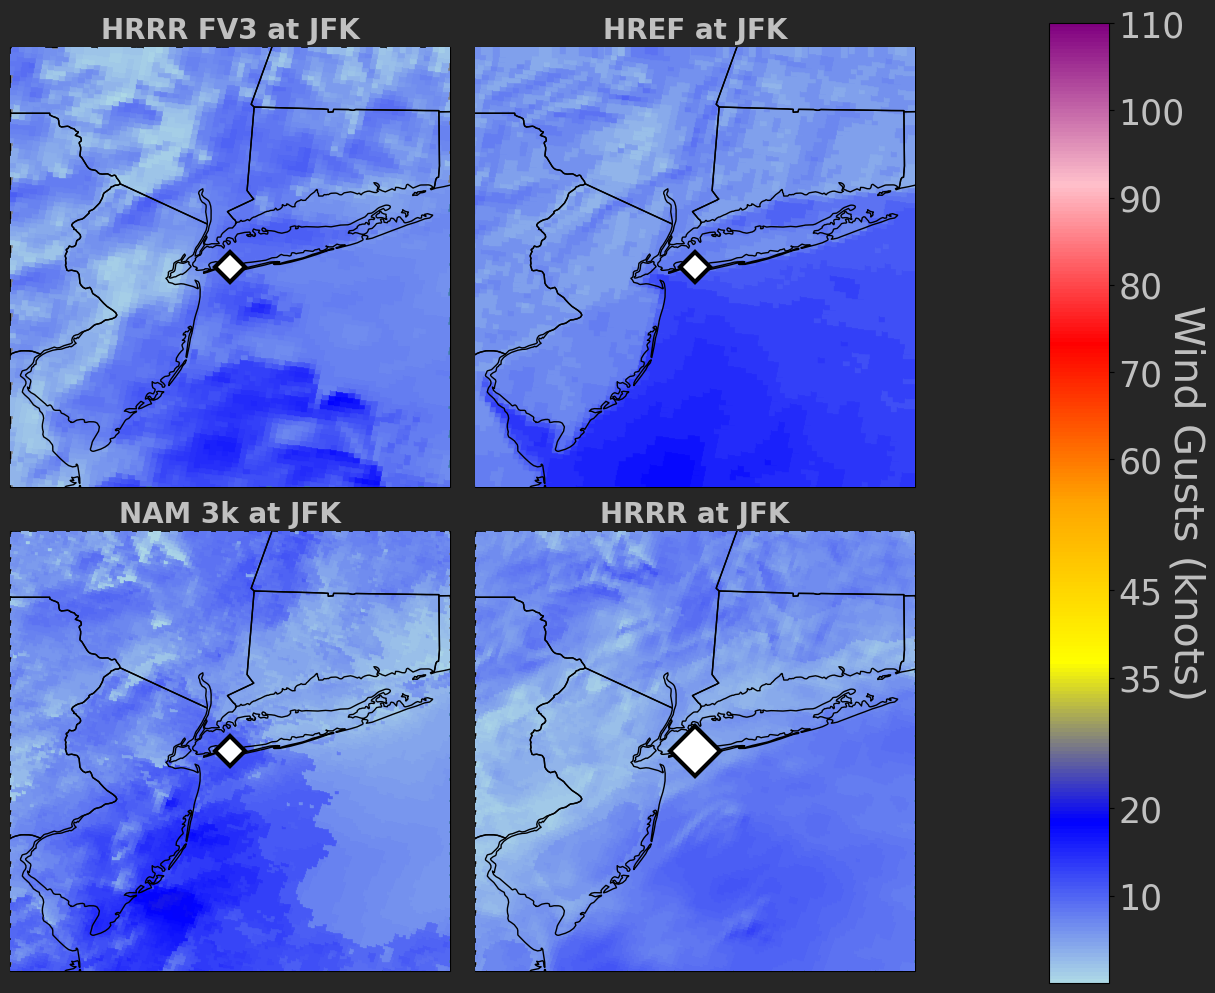 HRRR FV3 at JFK
HREF at JFK
NAM 3k at JFK
HRRR at JFK
110
100
90
80
70
60
45
35
20
10
Wind Gusts (knots)